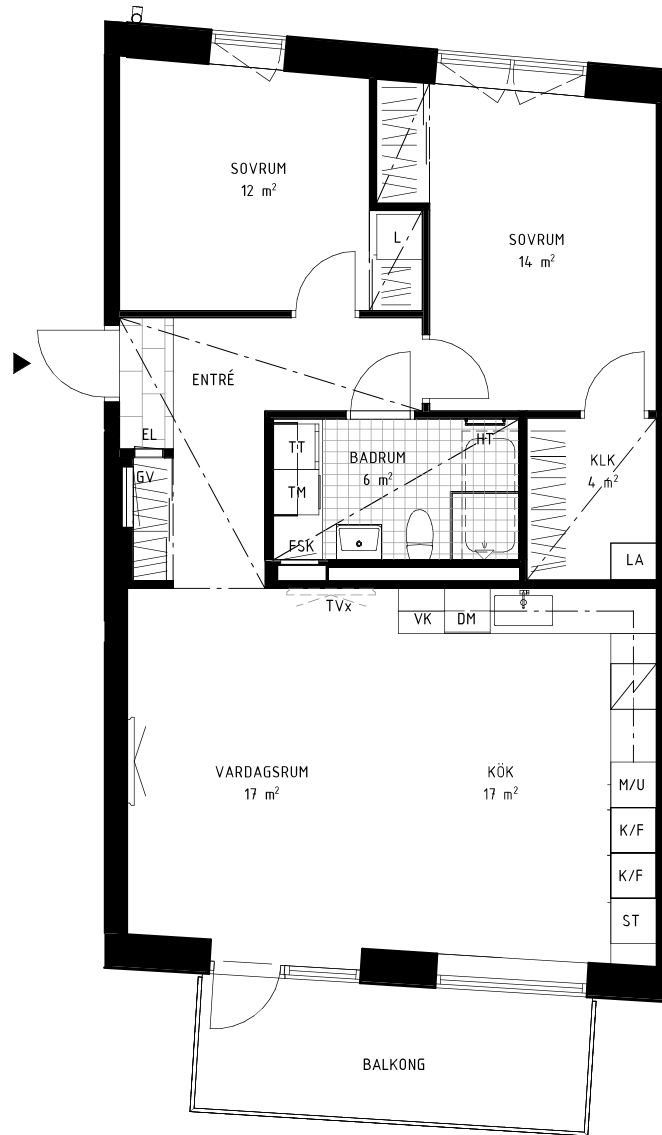 SOVRUM
12 m²
L
SOVRUM
14 m²
ENTRÉ
EL
GV
TT
TM
BADRUM
6 m²
HT
FSK
KLK
4 m²
LA
TVx
VK
DM
VARDAGSRUM
17 m²
KÖK
17 m²
M/U
K/F
K/F
ST
BALKONG